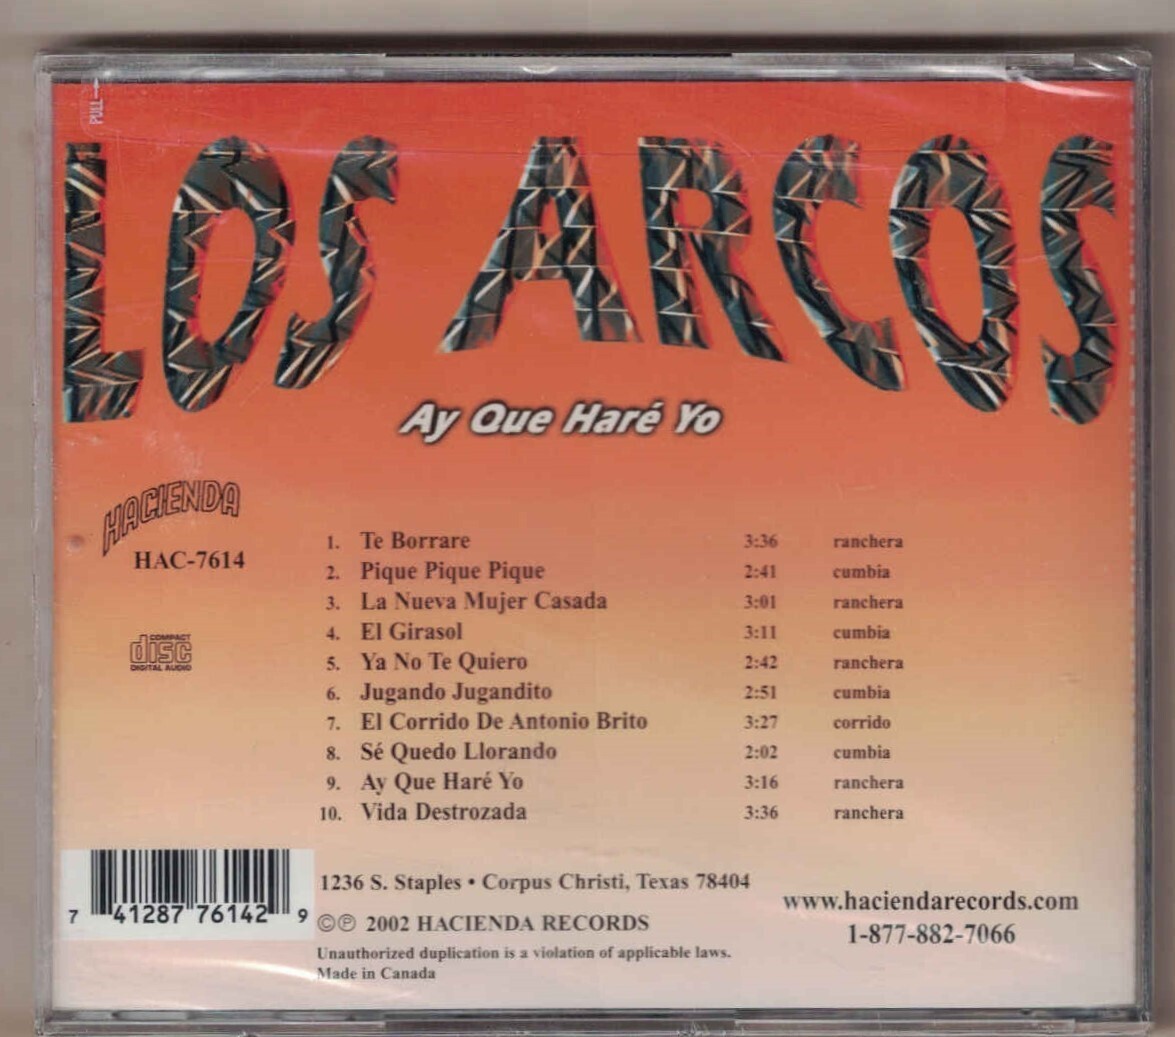 PULL→
LOS ARCOS
Ay Que Haré Yo
HACIENDA
HAC-7614
COMPACT
disc
DIGITAL AUDIO
1. Te Borrare 3:36 ranchera
2. Pique Pique Pique 2:41 cumbia
3. La Nueva Mujer Casada 3:01 ranchera
4. El Girasol 3:11 cumbia
5. Ya No Te Quiero 2:42 ranchera
6. Jugando Jugandito 2:51 cumbia
7. El Corrido De Antonio Brito 3:27 corrido
8. Sé Quedo Llorando 2:02 cumbia
9. Ay Que Haré Yo 3:16 ranchera
10. Vida Destrozada 3:36 ranchera
7 41287 76142 9
1236 S. Staples • Corpus Christi, Texas 78404
©℗ 2002 HACIENDA RECORDS
Unauthorized duplication is a violation of applicable laws.
Made in Canada
www.haciendarecords.com
1-877-882-7066